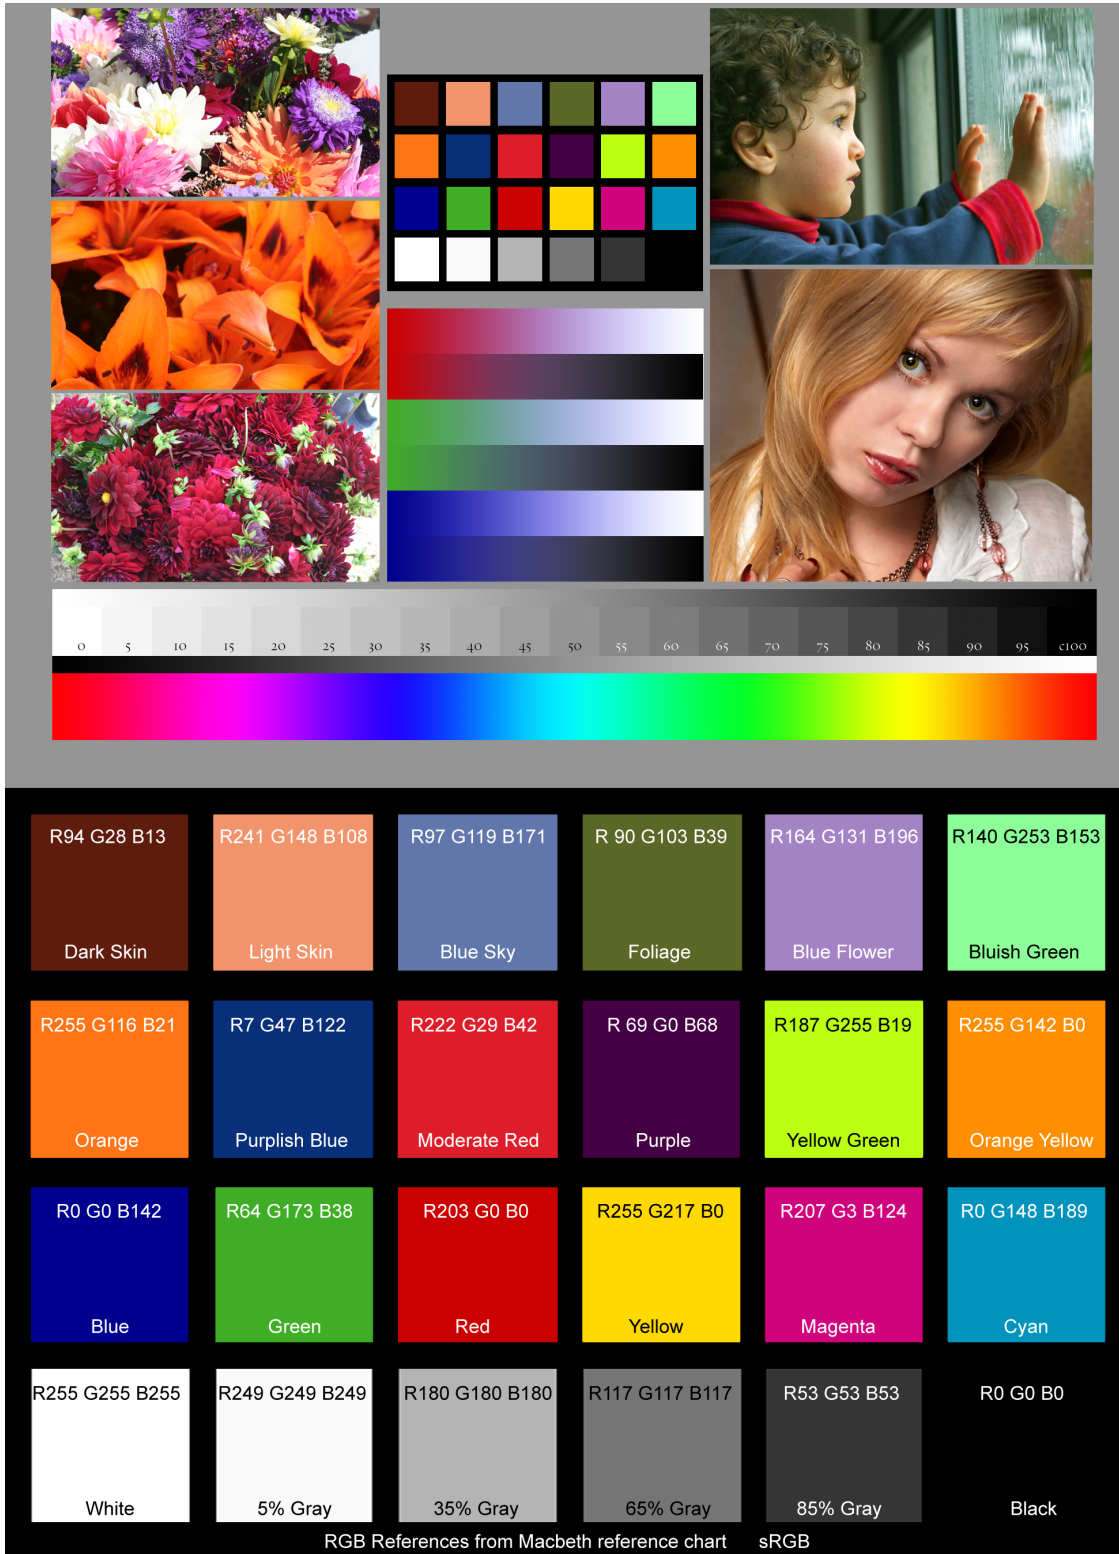 0 5 10 15 20 25 30 35 40 45 50 55 60 65 70 75 80 85 90 95 c100
R94 G28 B13
Dark Skin
R241 G148 B108
Light Skin
R97 G119 B171
Blue Sky
R 90 G103 B39
Foliage
R164 G131 B196
Blue Flower
R140 G253 B153
Bluish Green
R255 G116 B21
Orange
R7 G47 B122
Purplish Blue
R222 G29 B42
Moderate Red
R 69 G0 B68
Purple
R187 G255 B19
Yellow Green
R255 G142 B0
Orange Yellow
R0 G0 B142
Blue
R64 G173 B38
Green
R203 G0 B0
Red
R255 G217 B0
Yellow
R207 G3 B124
Magenta
R0 G148 B189
Cyan
R255 G255 B255
White
R249 G249 B249
5% Gray
R180 G180 B180
35% Gray
R117 G117 B117
65% Gray
R53 G53 B53
85% Gray
R0 G0 B0
Black
RGB References from Macbeth reference chart sRGB